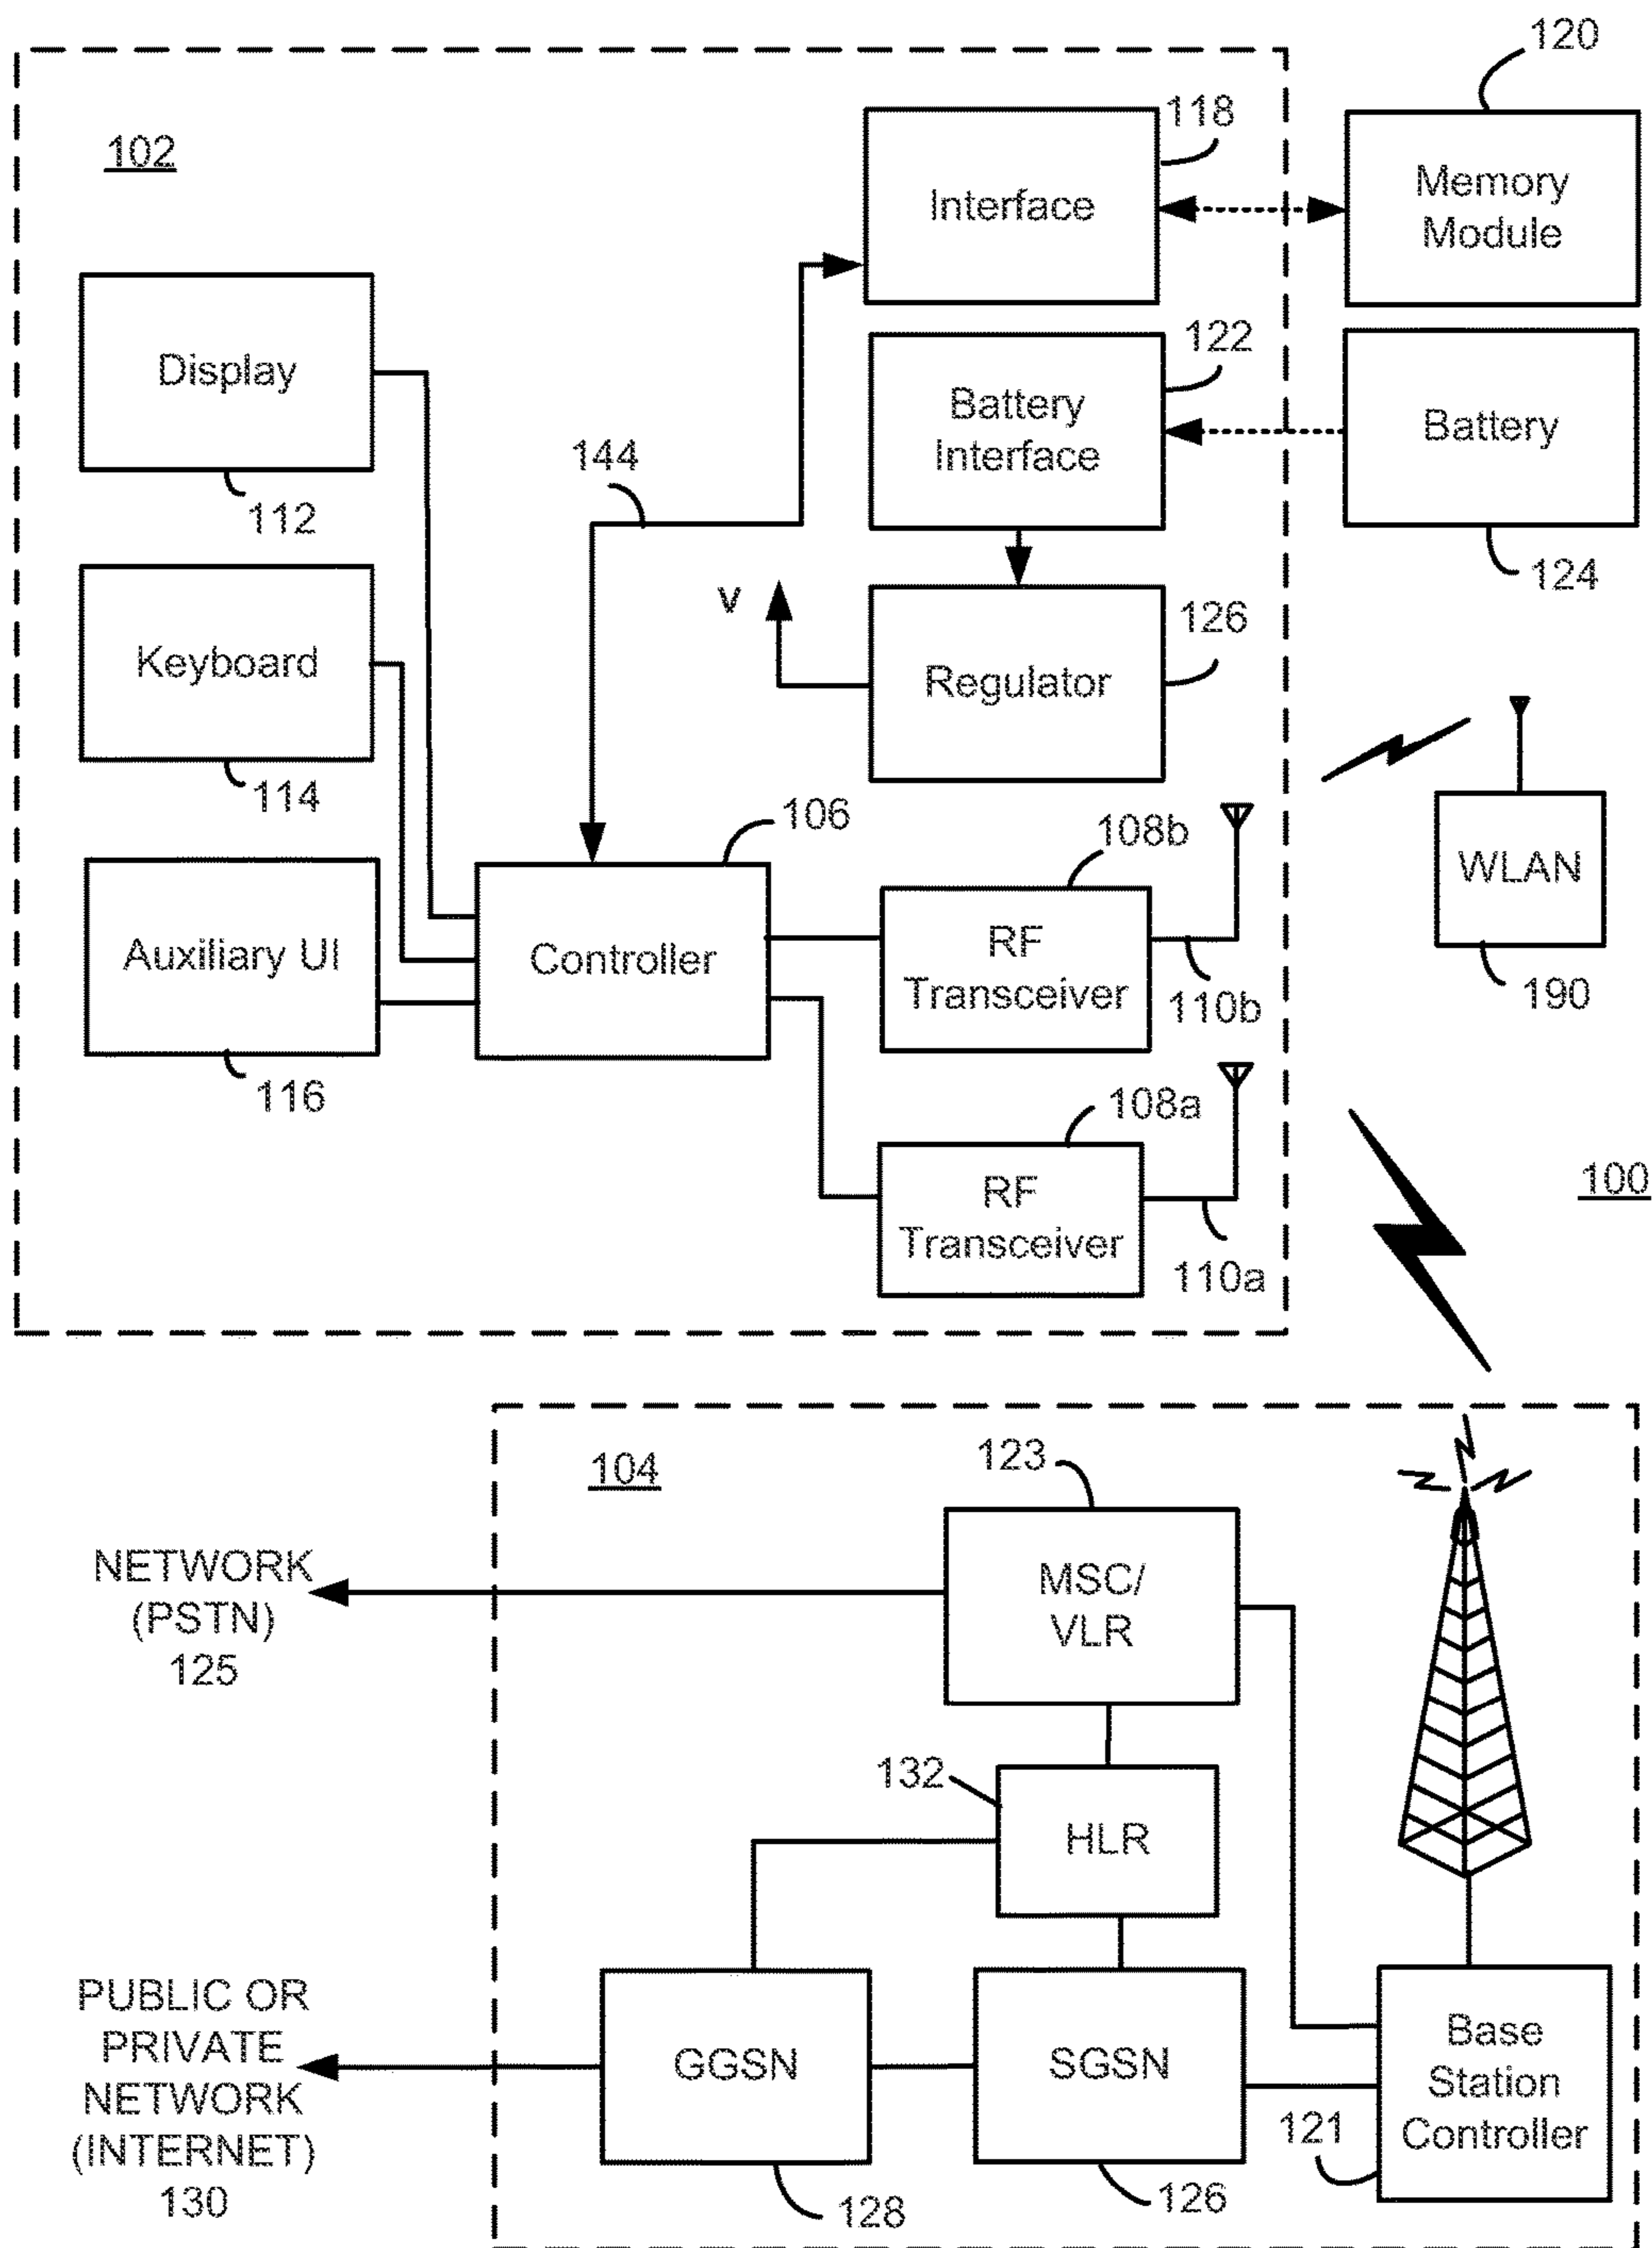 120
118
102
Interface
Memory
Module
122
Display
Battery
Interface
Battery
144
112
124
V
126
Keyboard
Regulator
114
106
108b
WLAN
Auxiliary UI
Controller
RF
Transceiver
110b
190
116
108a
100
RF
Transceiver
110a
123
104
NETWORK
(PSTN)
125
MSC/
VLR
132
HLR
PUBLIC OR
PRIVATE
NETWORK
(INTERNET)
130
GGSN
SGSN
Base
Station
Controller
121
128
126